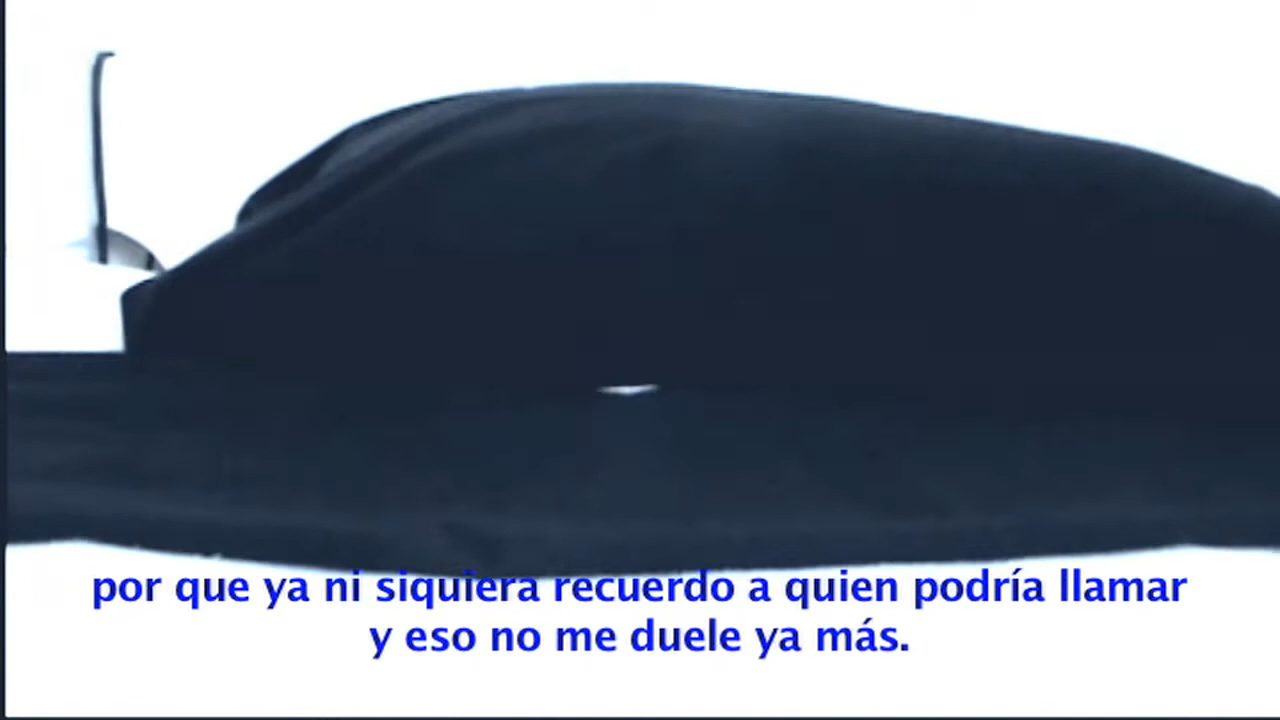 por que ya ni siquiera recuerdo a quien podría llamar
y eso no me duele ya más.